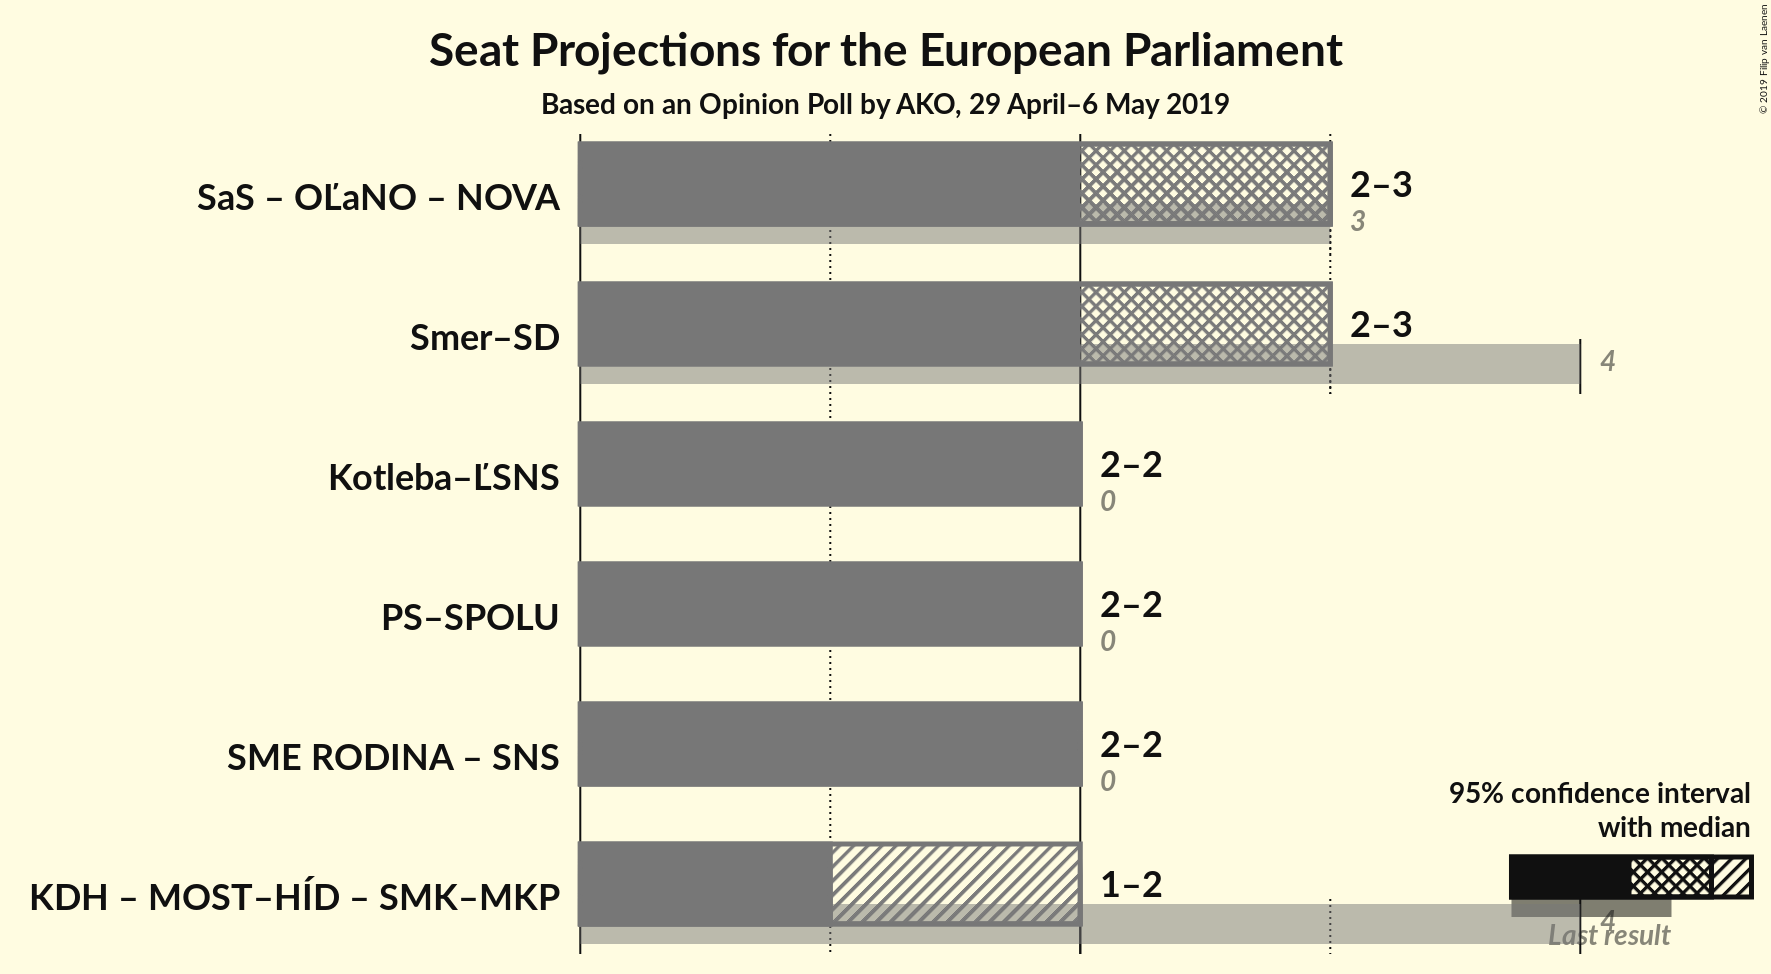 Seat Projections for the European Parliament
Based on an Opinion Poll by AKO, 29 April–6 May 2019
© 2019 Filip van Laenen
SaS – OĽaNO – NOVA
2–3
3
Smer–SD
2–3
4
Kotleba–ĽSNS
2–2
0
PS–SPOLU
2–2
0
SME RODINA – SNS
2–2
0
KDH – MOST–HÍD – SMK–MKP
1–2
4
95% confidence interval
with median
Last result